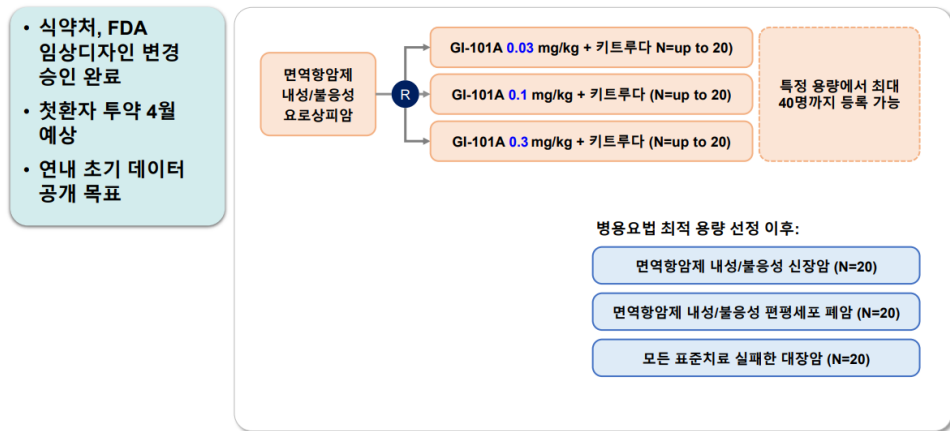 • 식약처, FDA
임상디자인 변경
승인 완료
• 첫환자 투약 4월
예상
• 연내 초기 데이터
공개 목표
면역항암제
내성/불응성
요로상피암
R
GI-101A 0.03 mg/kg + 키트루다 N=up to 20)
GI-101A 0.1 mg/kg + 키트루다 (N=up to 20)
GI-101A 0.3 mg/kg + 키트루다 (N=up to 20)
특정 용량에서 최대
40명까지 등록 가능
병용요법 최적 용량 선정 이후:
면역항암제 내성/불응성 신장암 (N=20)
면역항암제 내성/불응성 편평세포 폐암 (N=20)
모든 표준치료 실패한 대장암 (N=20)